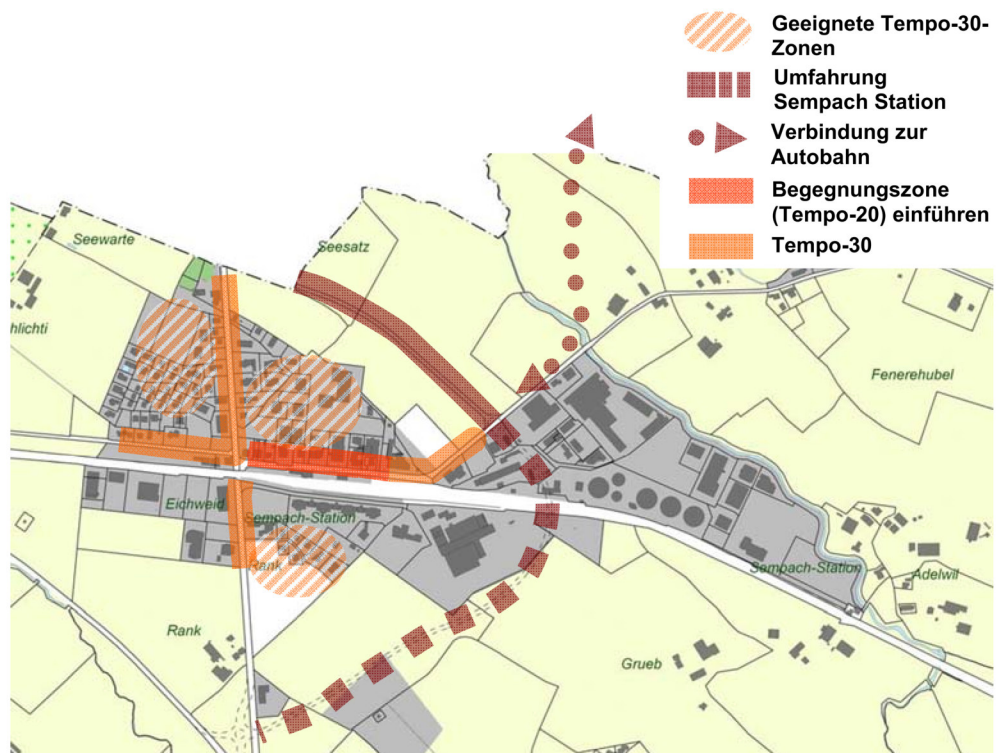 Geeignete Tempo-30-
Zonen
Umfahrung
Sempach Station
Verbindung zur
Autobahn
Begegnungszone
(Tempo-20) einführen
Tempo-30
Seewarte
Seesatz
hlichti
Fenerehubel
Eichweid
Sempach-Station
Rank
Sempach-Station
Adelwil
Rank
Grueb